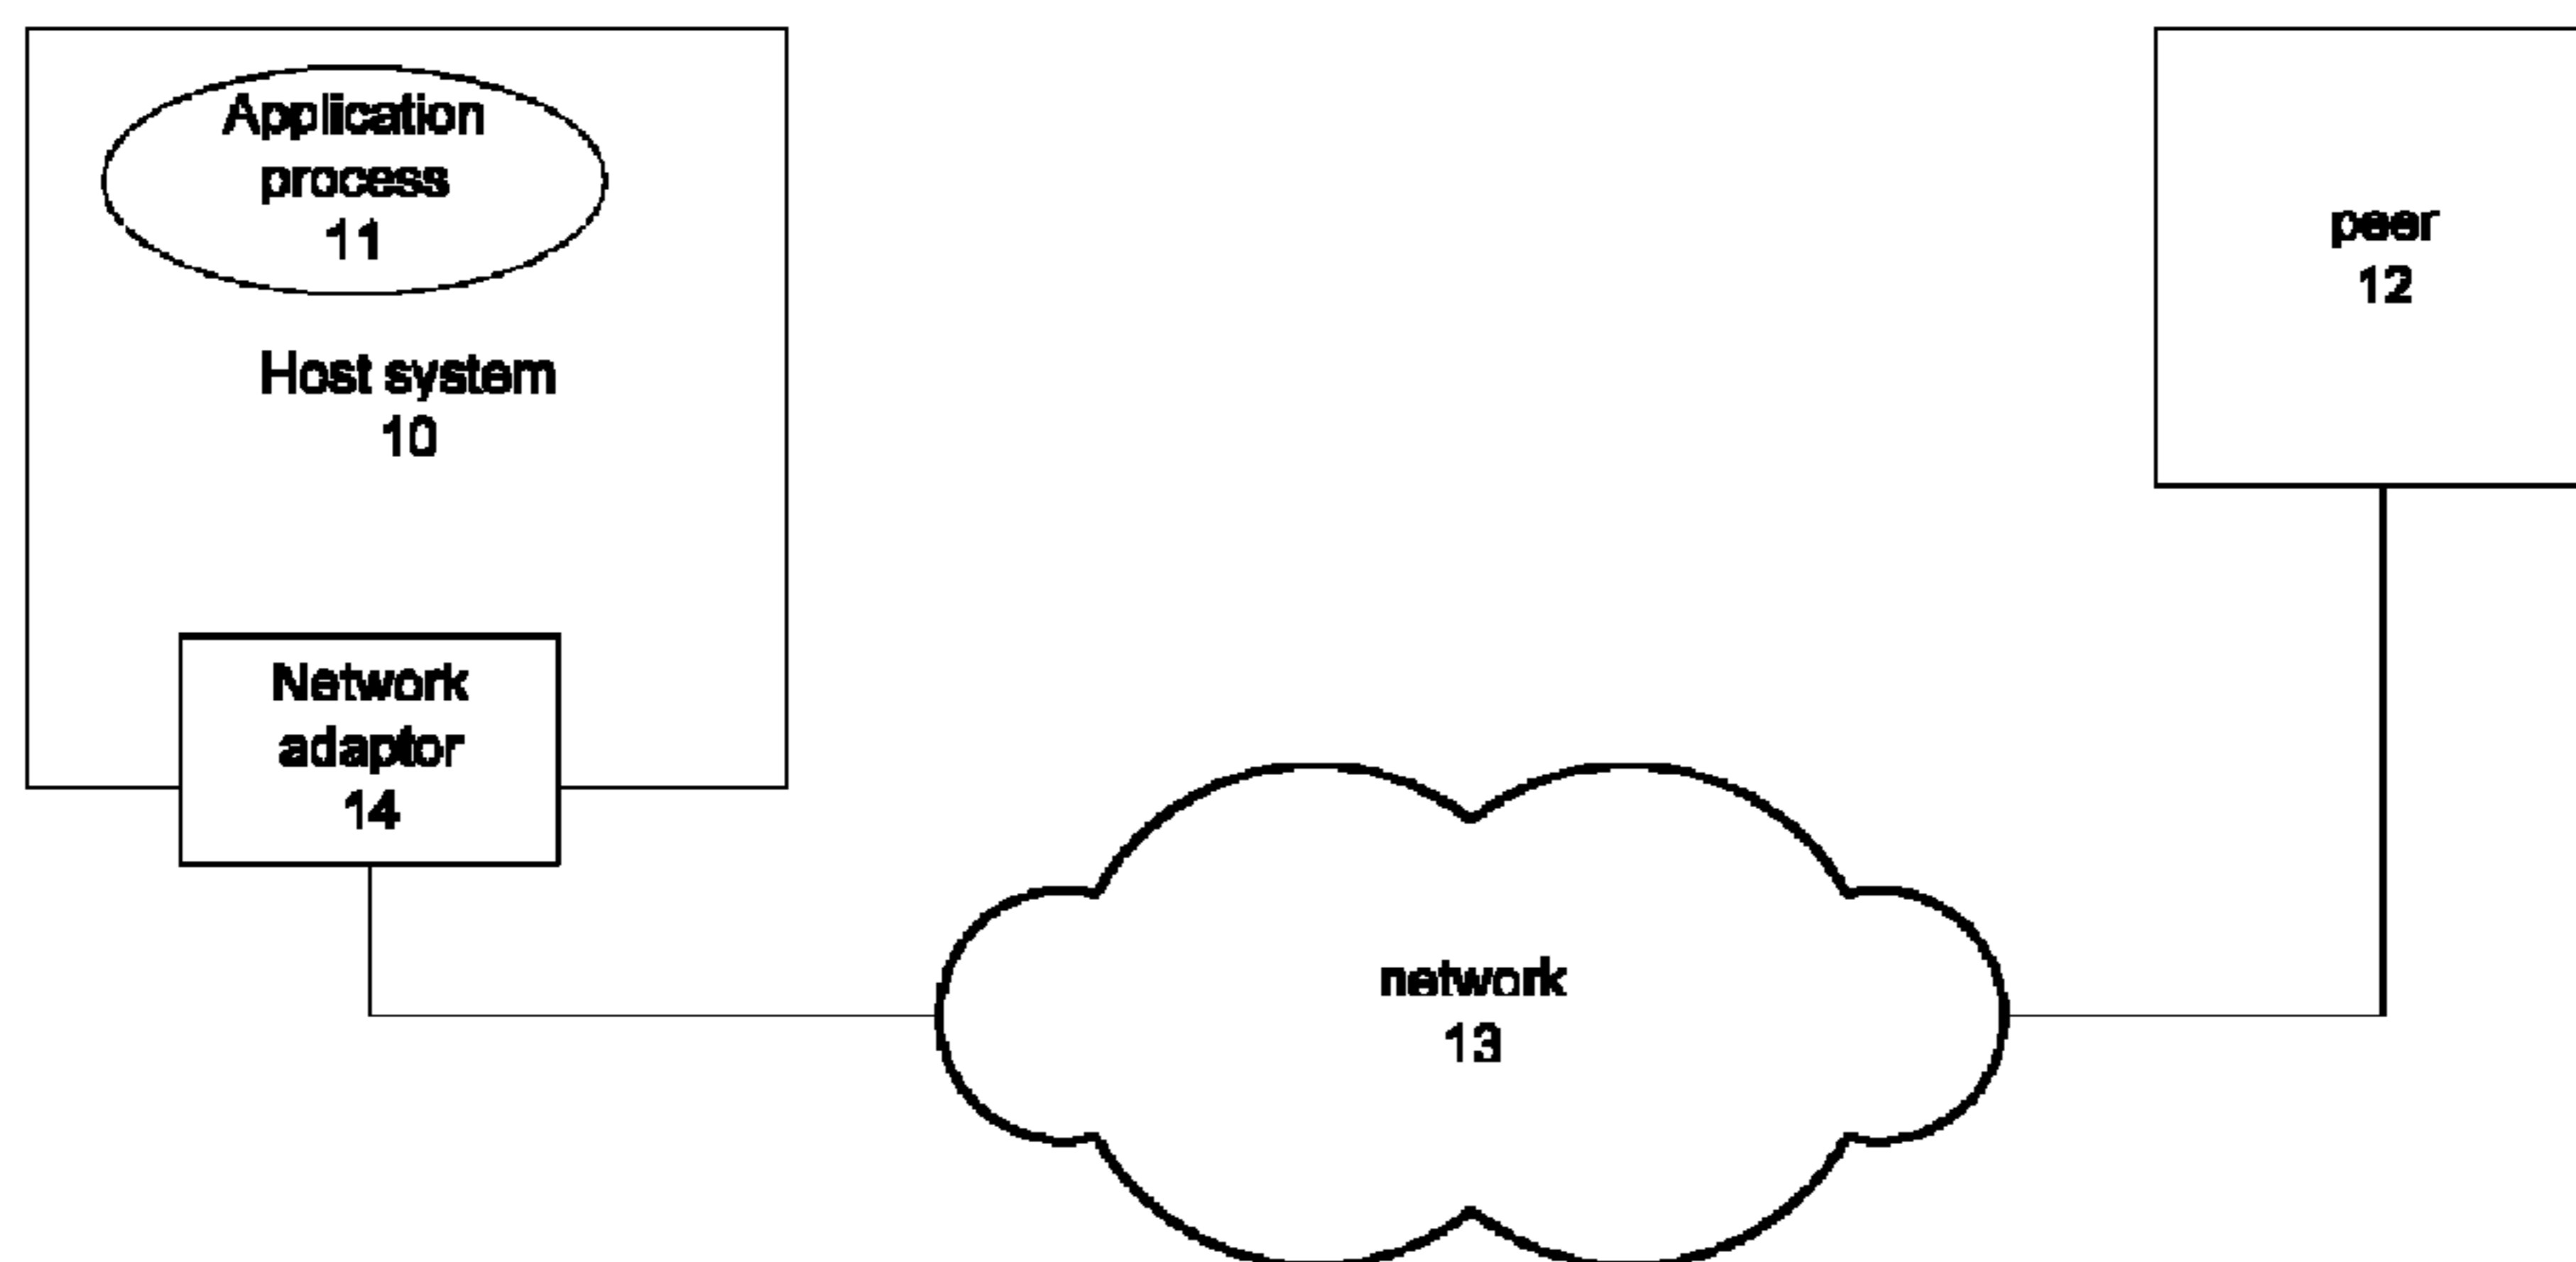 Application
process
11
Host system
10
Network
adaptor
14
peer
12
network
13